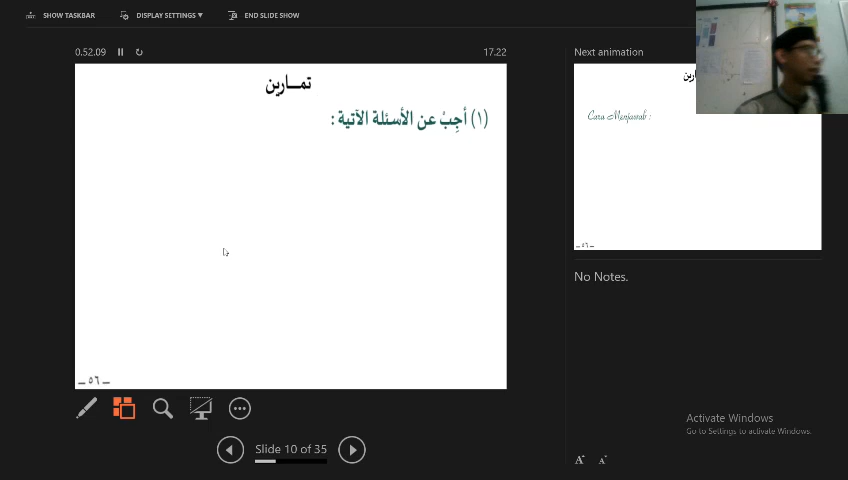 SHOW TASKBAR
DISPLAY SETTINGS ▼
END SLIDE SHOW
0.52.09
17.22
تمـــارين
(١) أجِبْ عن الأسئلة الآتية :
– ٥٦ –
Slide 10 of 35
Next animation
Cara Menjawab :
– ٥٦ –
No Notes.
Activate Windows
Go to Settings to activate Windows.
A A